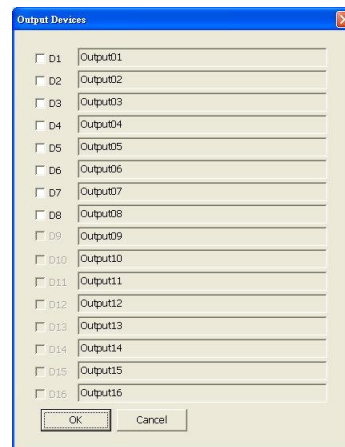 Output Devices
D1 Output01
D2 Output02
D3 Output03
D4 Output04
D5 Output05
D6 Output06
D7 Output07
D8 Output08
D9 Output09
D10 Output10
D11 Output11
D12 Output12
D13 Output13
D14 Output14
D15 Output15
D16 Output16
OK Cancel